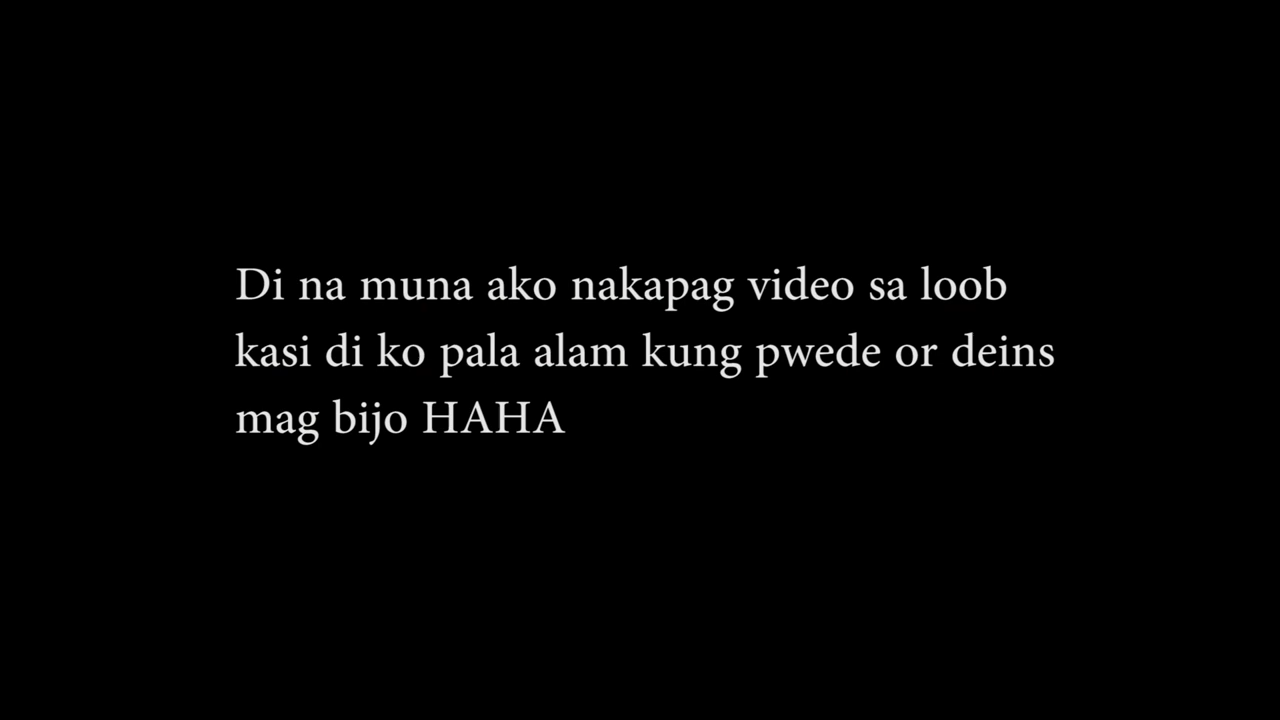 Di na muna ako nakapag video sa loob
kasi di ko pala alam kung pwede or deins
mag bijo HAHA